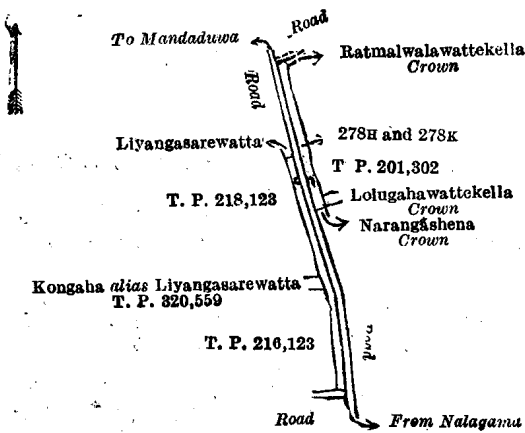 Road
To Mandaduwa
Ratmalwalawattekella
Crown
Road
278H and 278K
Liyangasarewatta
T P. 201,302
Lolugahawattekella
Crown
T. P. 218,123
Narangashena
Crown
Kongaha alias Liyangasarewatta
T. P. 320,559
T. P. 216,123
Road
From Nalagama